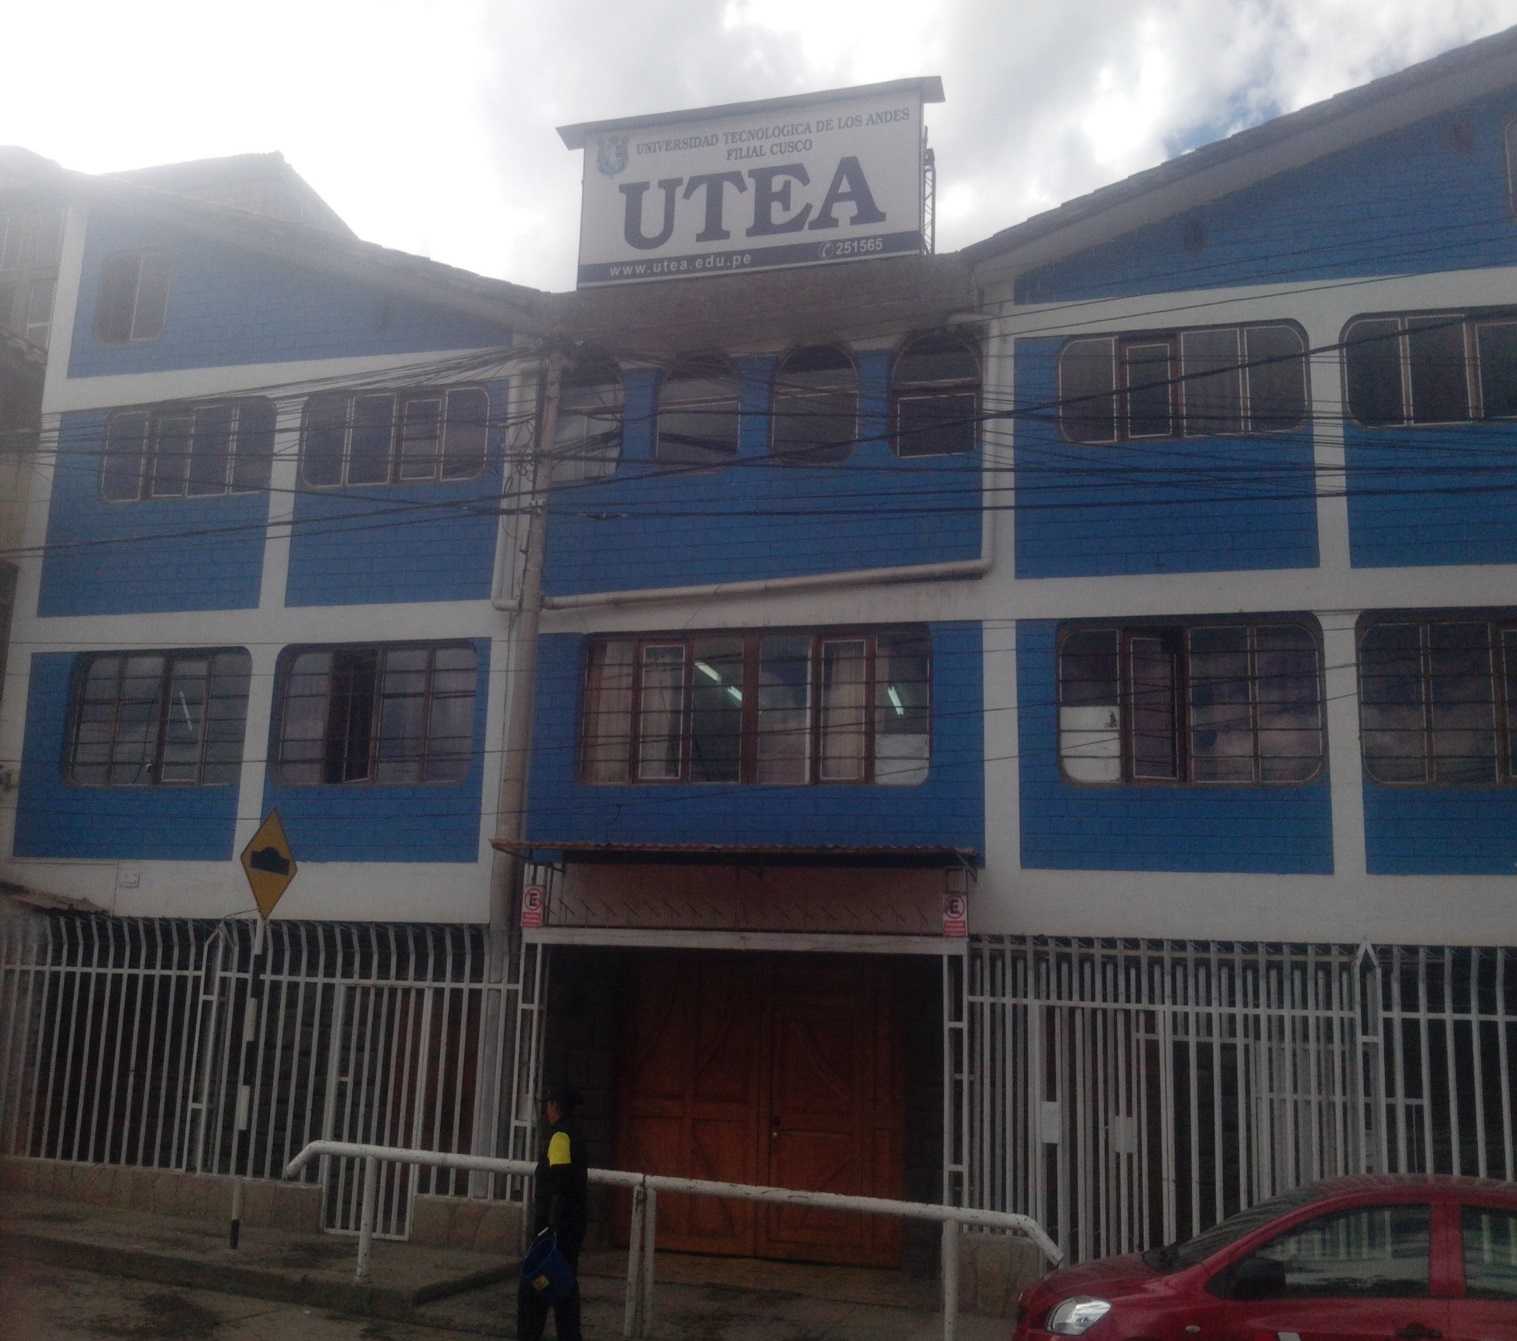 UNIVERSIDAD TECNOLOGICA DE LOS ANDES
FILIAL CUSCO
UTEA
www.utea.edu.pe 251565
E
E